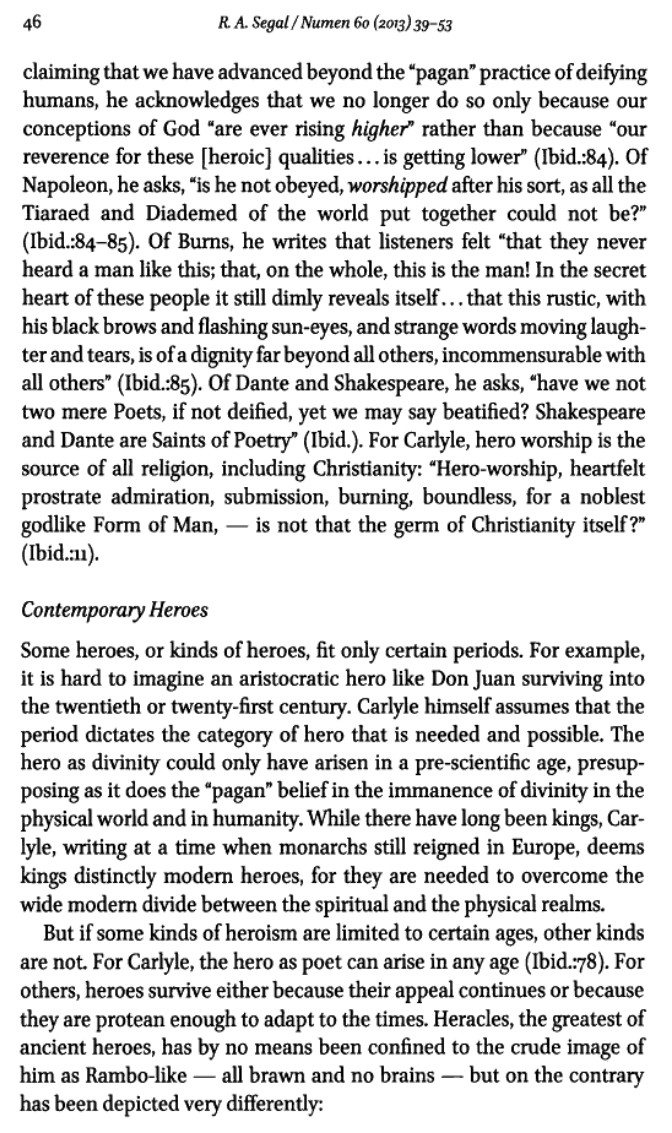 46
R. A. Segal / Numen 60 (2013) 39–53
claiming that we have advanced beyond the “pagan” practice of deifying
humans, he acknowledges that we no longer do so only because our
conceptions of God “are ever rising higher” rather than because “our
reverence for these [heroic] qualities . . . is getting lower” (Ibid.:84). Of
Napoleon, he asks, “is he not obeyed, worshipped after his sort, as all the
Tiaraed and Diademed of the world put together could not be?”
(Ibid.:84–85). Of Burns, he writes that listeners felt “that they never
heard a man like this; that, on the whole, this is the man! In the secret
heart of these people it still dimly reveals itself . . . that this rustic, with
his black brows and flashing sun-eyes, and strange words moving laugh-
ter and tears, is of a dignity far beyond all others, incommensurable with
all others” (Ibid.:85). Of Dante and Shakespeare, he asks, “have we not
two mere Poets, if not deified, yet we may say beatified? Shakespeare
and Dante are Saints of Poetry” (Ibid.). For Carlyle, hero worship is the
source of all religion, including Christianity: “Hero-worship, heartfelt
prostrate admiration, submission, burning, boundless, for a noblest
godlike Form of Man, — is not that the germ of Christianity itself?”
(Ibid.:11).
Contemporary Heroes
Some heroes, or kinds of heroes, fit only certain periods. For example,
it is hard to imagine an aristocratic hero like Don Juan surviving into
the twentieth or twenty-first century. Carlyle himself assumes that the
period dictates the category of hero that is needed and possible. The
hero as divinity could only have arisen in a pre-scientific age, presup-
posing as it does the “pagan” belief in the immanence of divinity in the
physical world and in humanity. While there have long been kings, Car-
lyle, writing at a time when monarchs still reigned in Europe, deems
kings distinctly modern heroes, for they are needed to overcome the
wide modern divide between the spiritual and the physical realms.
But if some kinds of heroism are limited to certain ages, other kinds
are not. For Carlyle, the hero as poet can arise in any age (Ibid.:78). For
others, heroes survive either because their appeal continues or because
they are protean enough to adapt to the times. Heracles, the greatest of
ancient heroes, has by no means been confined to the crude image of
him as Rambo-like — all brawn and no brains — but on the contrary
has been depicted very differently: